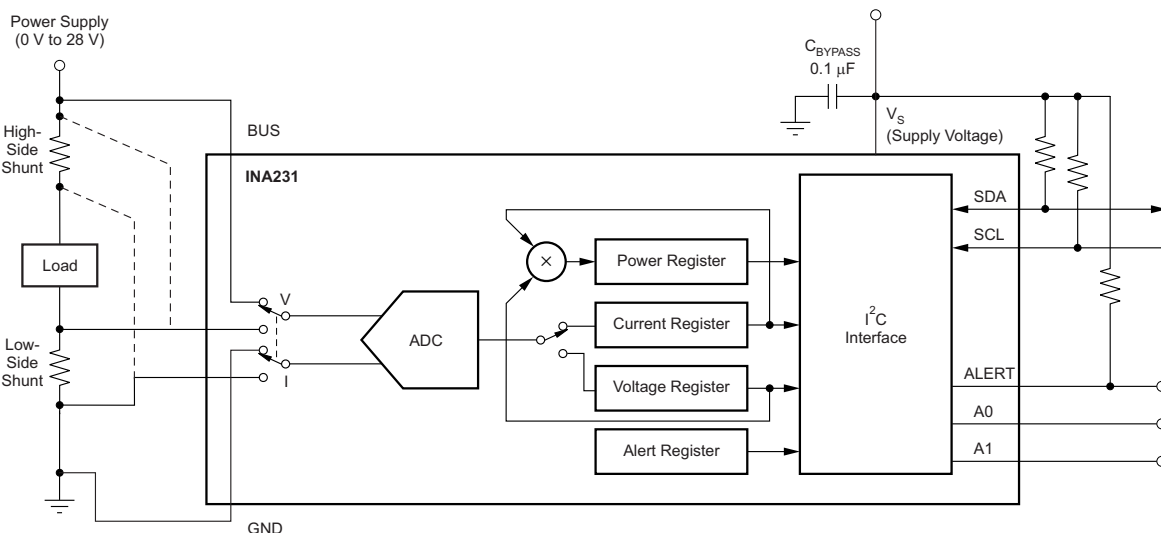 Power Supply
(0 V to 28 V)
C_BYPASS
0.1 μF
V_S
(Supply Voltage)
High-
Side
Shunt
BUS
INA231
SDA
SCL
Load
V
ADC
×
Power Register
Current Register
I²C
Interface
Low-
Side
Shunt
I
Voltage Register
ALERT
A0
Alert Register
A1
GND